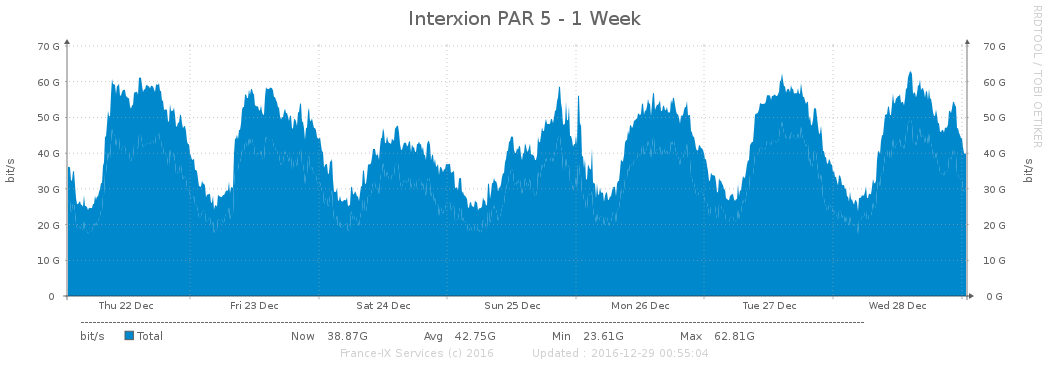 Interxion PAR 5 - 1 Week
RRDTOOL / TOBI OETIKER
70 G 70 G
60 G 60 G
50 G 50 G
40 G 40 G
30 G 30 G
20 G 20 G
10 G 10 G
0 0 G
bit/s bit/s
Thu 22 Dec Fri 23 Dec Sat 24 Dec Sun 25 Dec Mon 26 Dec Tue 27 Dec Wed 28 Dec
bit/s Total Now 38.87G Avg 42.75G Min 23.61G Max 62.81G
France-IX Services (c) 2016 Updated : 2016-12-29 00:55:04